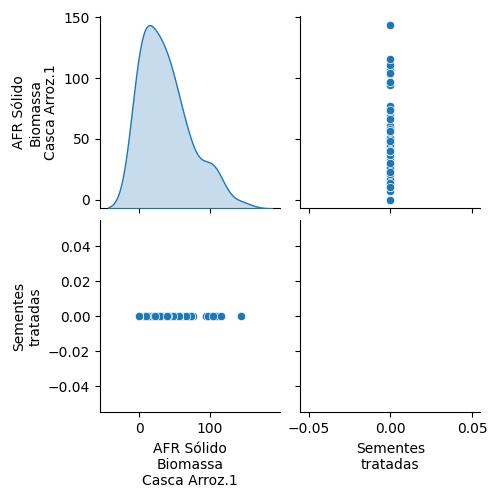 150
100
50
0
AFR Sólido
Biomassa
Casca Arroz.1
0.04
0.02
0.00
−0.02
−0.04
Sementes
tratadas
0
100
AFR Sólido
Biomassa
Casca Arroz.1
−0.05
0.00
0.05
Sementes
tratadas